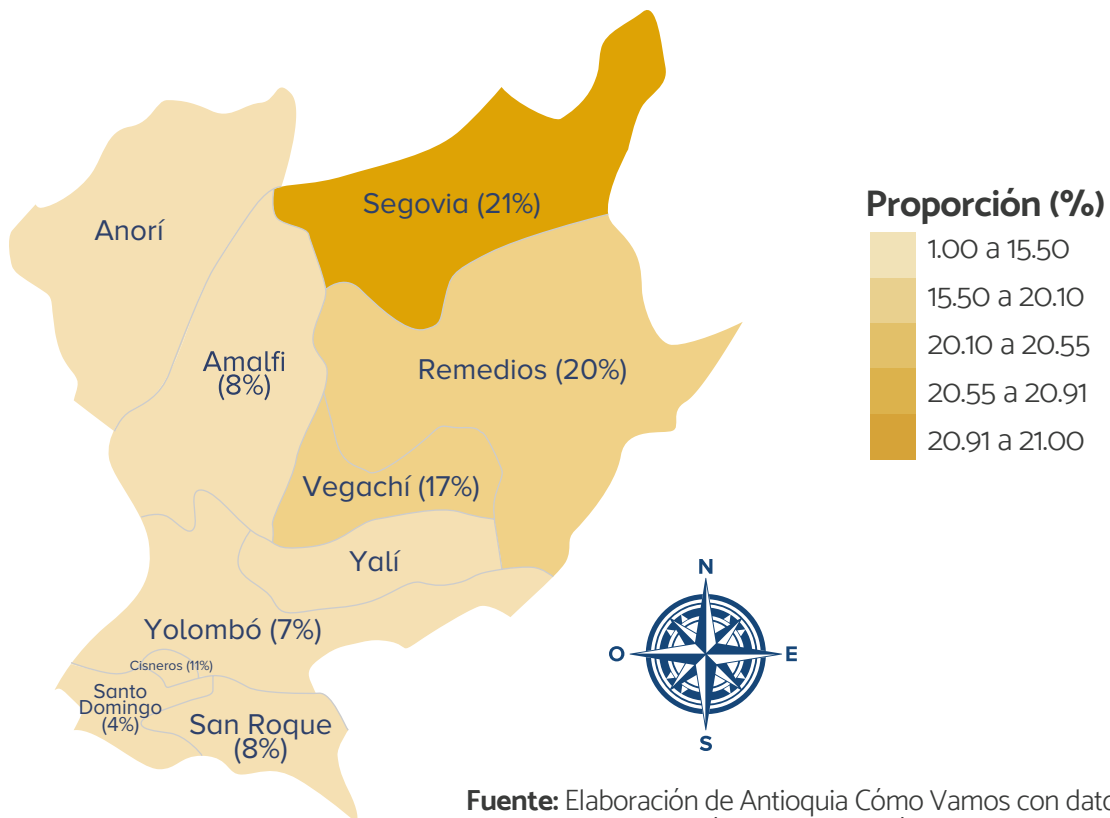 Anorí
Segovia (21%)
Amalfi
(8%)
Remedios (20%)
Vegachí (17%)
Yalí
Yolombó (7%)
Cisneros (11%)
Santo
Domingo
(4%)
San Roque
(8%)
Proporción (%)
1.00 a 15.50
15.50 a 20.10
20.10 a 20.55
20.55 a 20.91
20.91 a 21.00
N
O
E
S
Fuente: Elaboración de Antioquia Cómo Vamos con dato